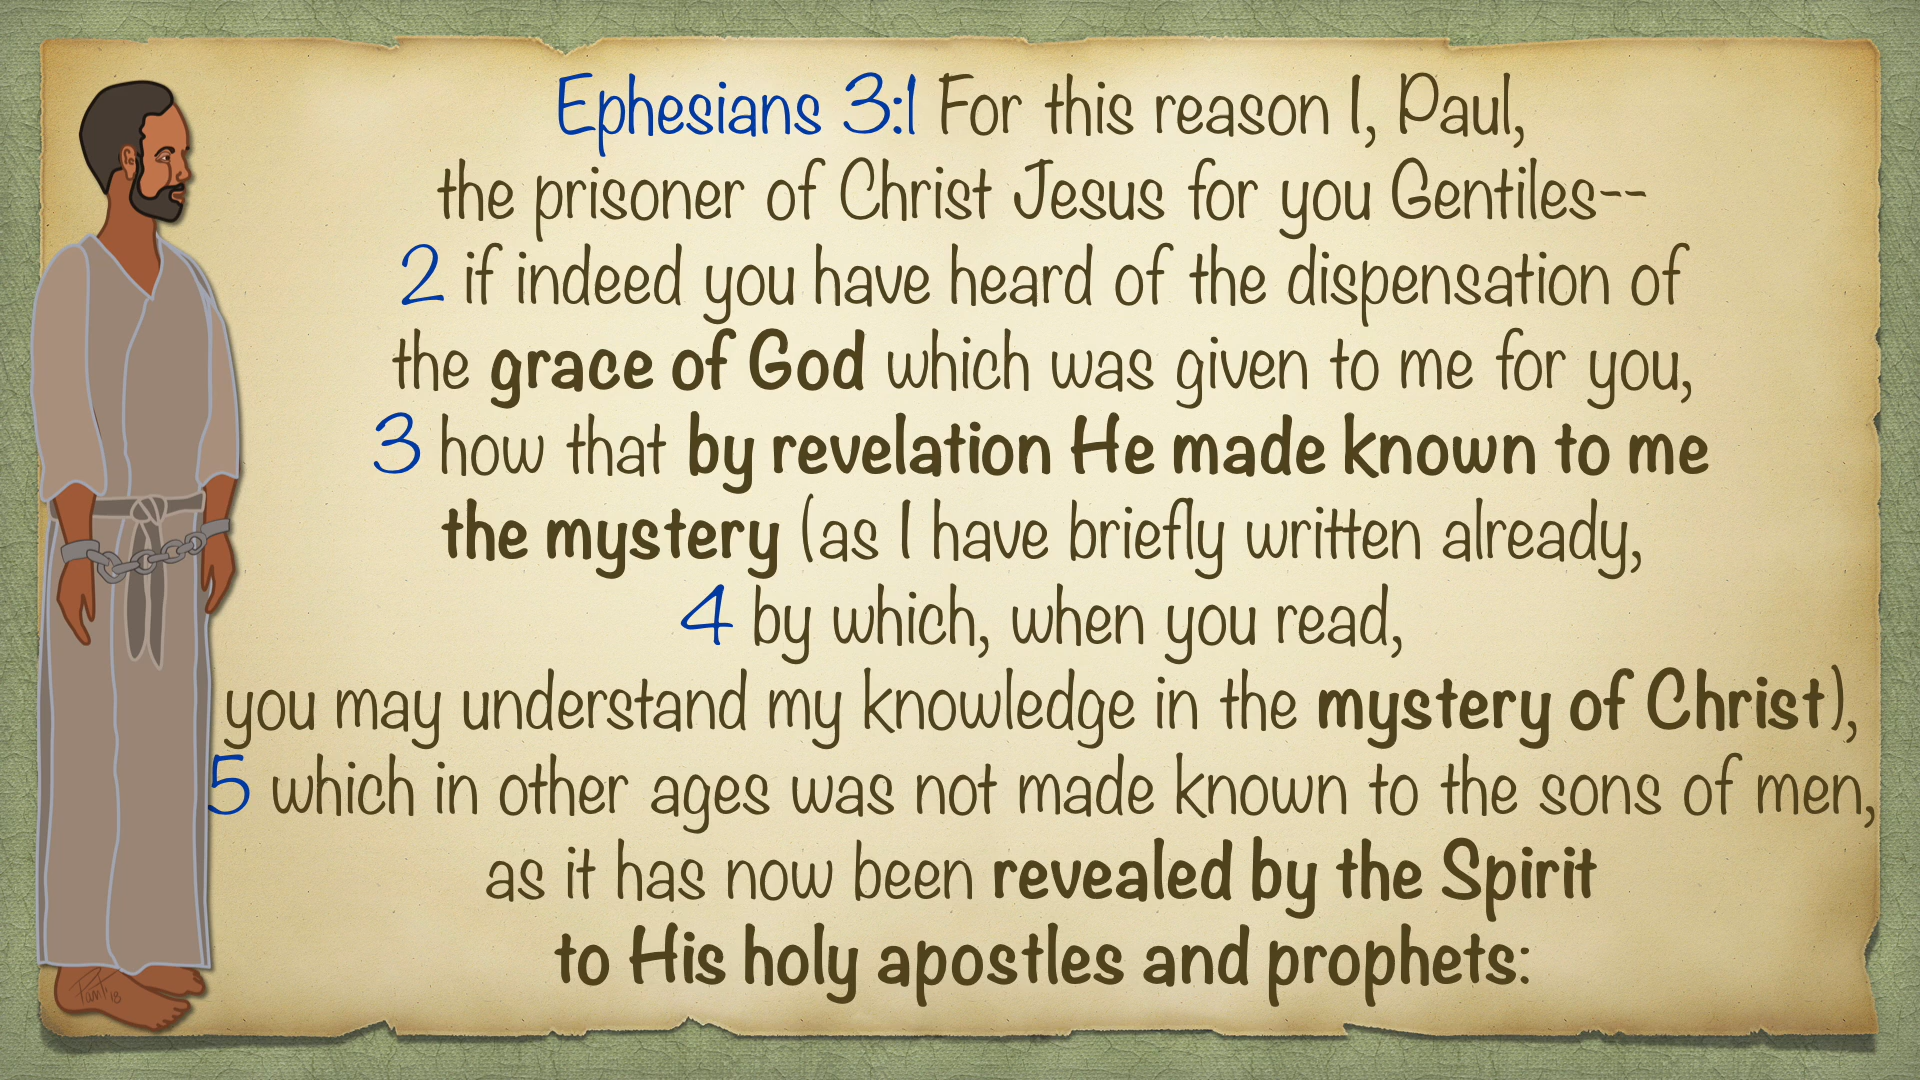 Ephesians 3:1 For this reason I, Paul,
the prisoner of Christ Jesus for you Gentiles--
2 if indeed you have heard of the dispensation of
the grace of God which was given to me for you,
3 how that by revelation He made known to me
the mystery (as I have briefly written already,
4 by which, when you read,
you may understand my knowledge in the mystery of Christ),
5 which in other ages was not made known to the sons of men,
as it has now been revealed by the Spirit
to His holy apostles and prophets: